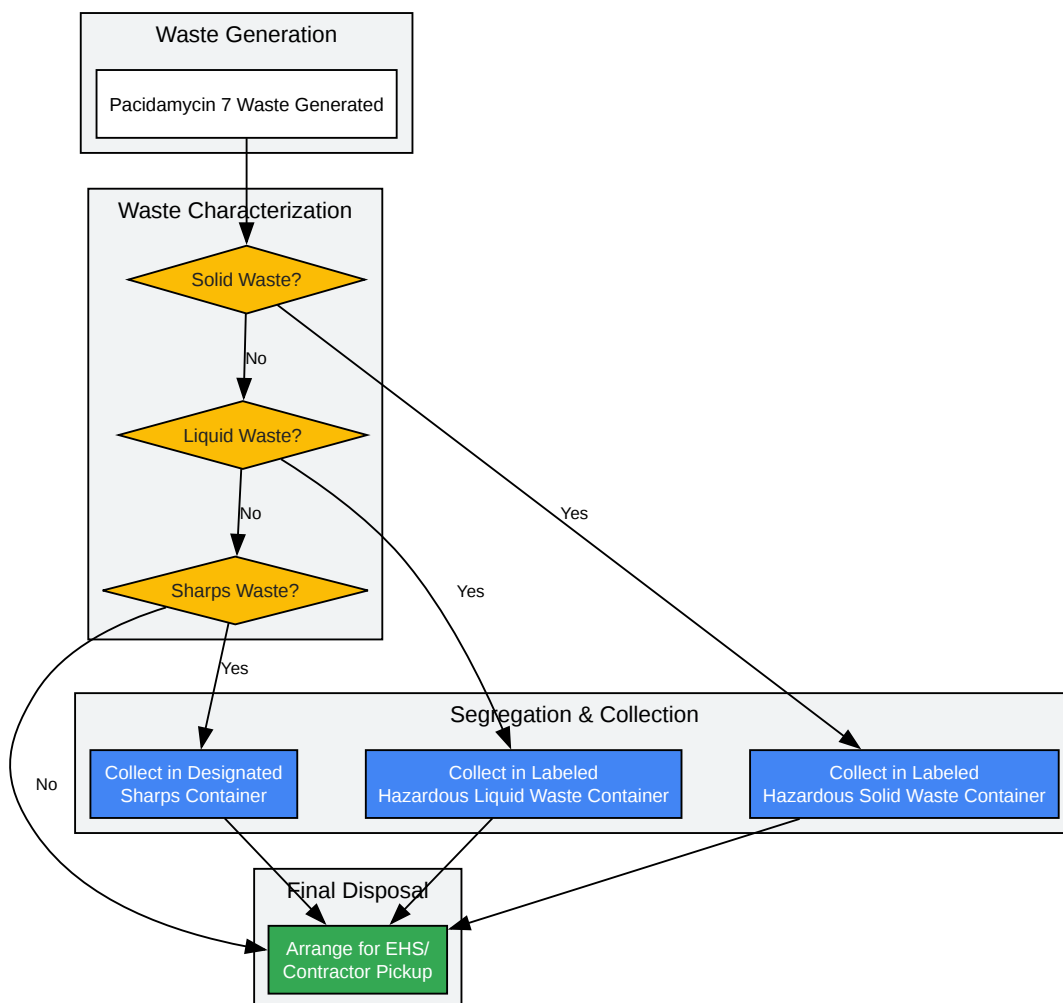 Waste Generation
Pacidamycin 7 Waste Generated
Waste Characterization
Solid Waste?
No
Liquid Waste?
No
Yes
Sharps Waste?
Yes
Yes
Segregation & Collection
Collect in Designated
Sharps Container
Collect in Labeled
Hazardous Liquid Waste Container
Collect in Labeled
Hazardous Solid Waste Container
No
Final Disposal
Arrange for EHS/
Contractor Pickup